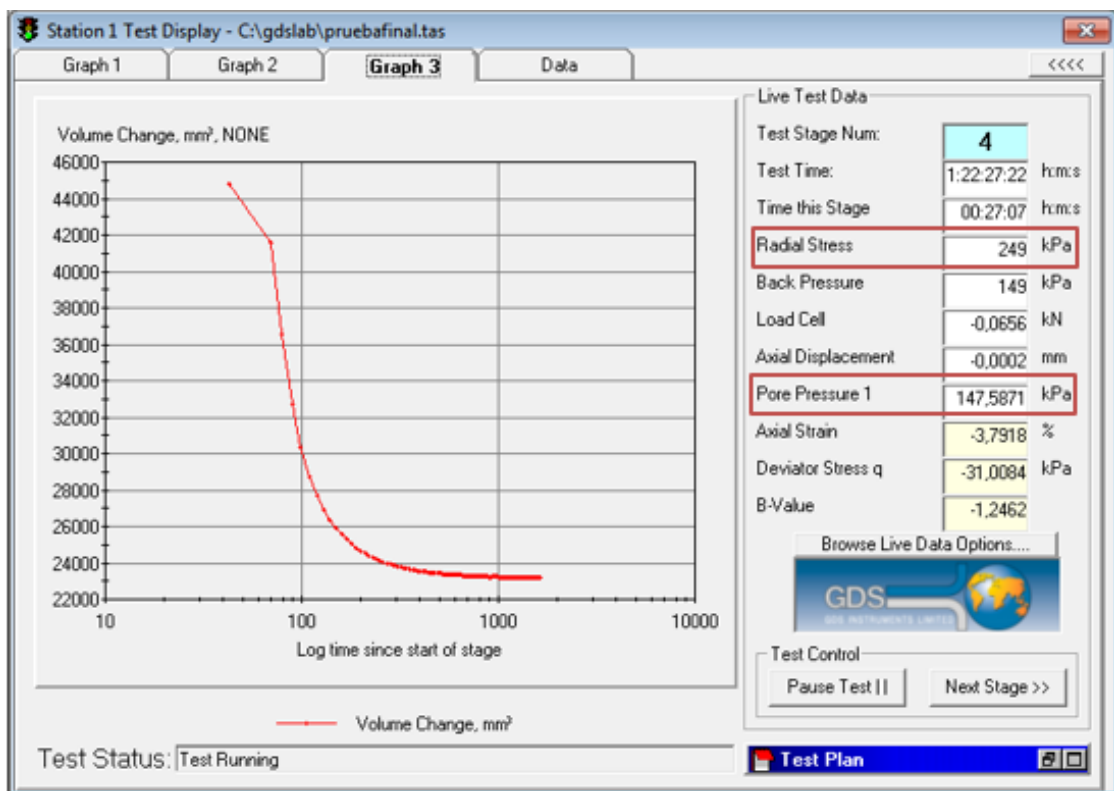 Station 1 Test Display - C:\gdslab\pruebafinal.tas
Graph 1 Graph 2 Graph 3 Data <<<<
Volume Change, mm³, NONE
46000
44000
42000
40000
38000
36000
34000
32000
30000
28000
26000
24000
22000
10 100 1000 10000
Log time since start of stage
Volume Change, mm³
Live Test Data
Test Stage Num: 4
Test Time: 1:22:27:22 h:m:s
Time this Stage 00:27:07 h:m:s
Radial Stress 249 kPa
Back Pressure 149 kPa
Load Cell -0,0656 kN
Axial Displacement -0,0002 mm
Pore Pressure 1 147,5871 kPa
Axial Strain -3,7918 %
Deviator Stress q -31,0084 kPa
B-Value -1,2462
Browse Live Data Options....
GDS
GDS INSTRUMENTS LIMITED
Test Control
Pause Test || Next Stage >>
Test Status: Test Running
Test Plan